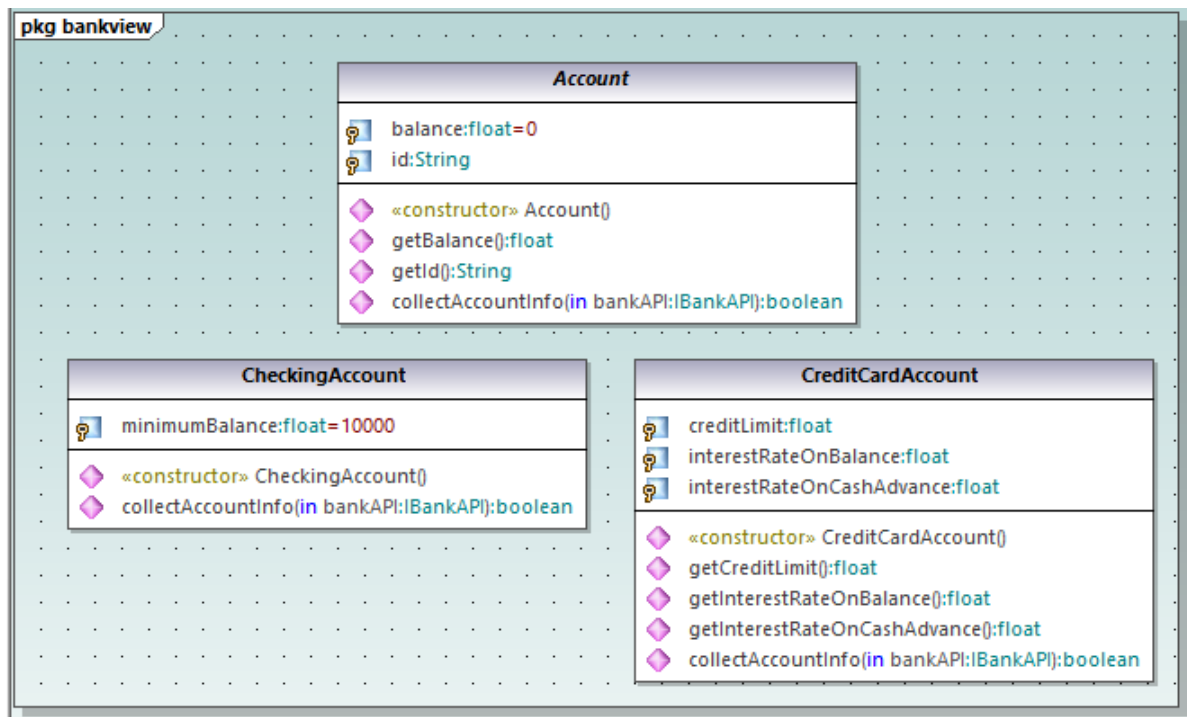 pkg bankview
Account
balance:float=0
id:String
«constructor» Account()
getBalance():float
getId():String
collectAccountInfo(in bankAPI:IBankAPI):boolean
CheckingAccount
minimumBalance:float=10000
«constructor» CheckingAccount()
collectAccountInfo(in bankAPI:IBankAPI):boolean
CreditCardAccount
creditLimit:float
interestRateOnBalance:float
interestRateOnCashAdvance:float
«constructor» CreditCardAccount()
getCreditLimit():float
getInterestRateOnBalance():float
getInterestRateOnCashAdvance():float
collectAccountInfo(in bankAPI:IBankAPI):boolean